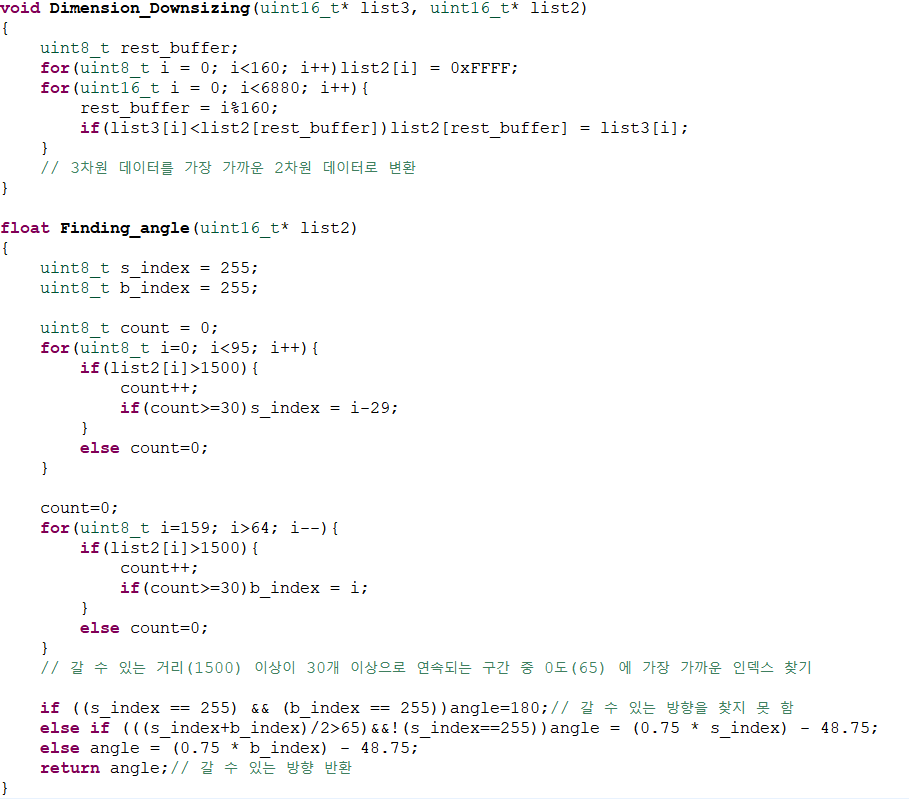 void Dimension_Downsizing(uint16_t* list3, uint16_t* list2)
{
    uint8_t rest_buffer;
    for(uint8_t i = 0; i<160; i++)list2[i] = 0xFFFF;
    for(uint16_t i = 0; i<6880; i++){
        rest_buffer = i%160;
        if(list3[i]<list2[rest_buffer])list2[rest_buffer] = list3[i];
    }
    // 3차원 데이터를 가장 가까운 2차원 데이터로 변환
}

float Finding_angle(uint16_t* list2)
{
    uint8_t s_index = 255;
    uint8_t b_index = 255;

    uint8_t count = 0;
    for(uint8_t i=0; i<95; i++){
        if(list2[i]>1500){
            count++;
            if(count>=30)s_index = i-29;
        }
        else count=0;
    }

    count=0;
    for(uint8_t i=159; i>64; i--){
        if(list2[i]>1500){
            count++;
            if(count>=30)b_index = i;
        }
        else count=0;
    }
    // 갈 수 있는 거리(1500) 이상이 30개 이상으로 연속되는 구간 중 0도(65) 에 가장 가까운 인덱스 찾기

    if ((s_index == 255) && (b_index == 255))angle=180;// 갈 수 있는 방향을 찾지 못 함
    else if (((s_index+b_index)/2>65)&&!(s_index==255))angle = (0.75 * s_index) - 48.75;
    else angle = (0.75 * b_index) - 48.75;
    return angle;// 갈 수 있는 방향 반환
}